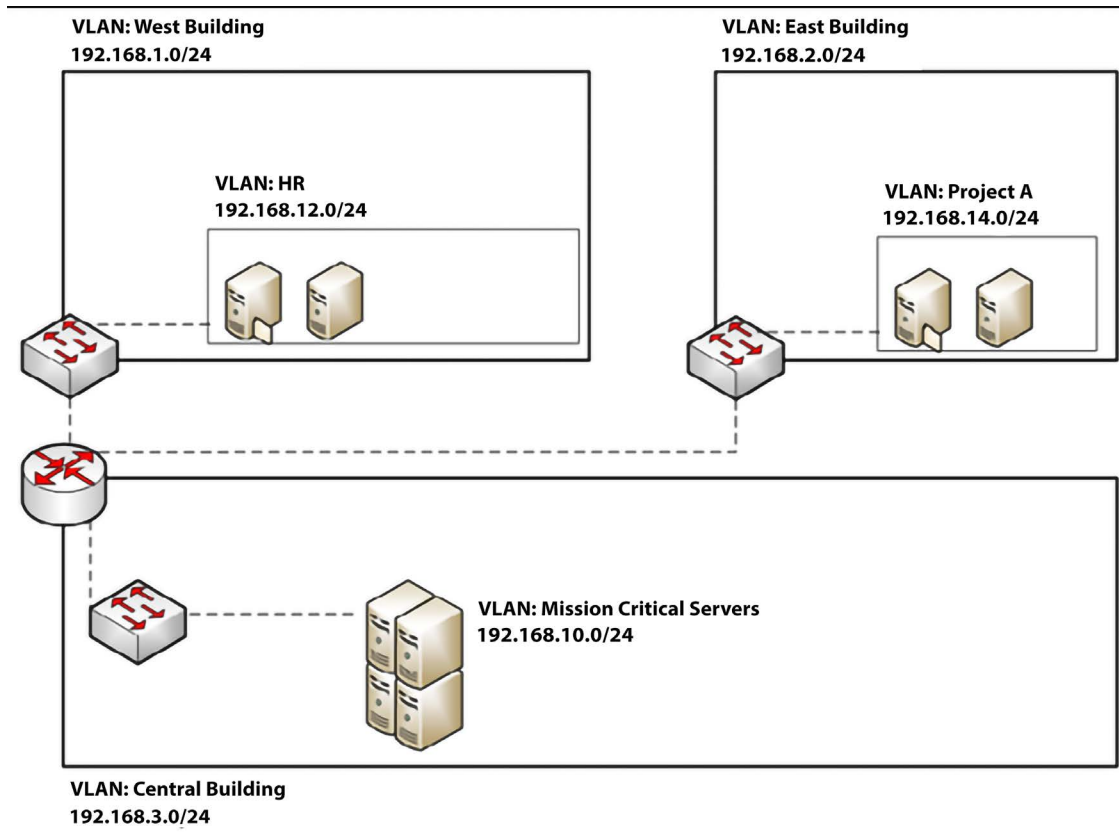 VLAN: West Building
192.168.1.0/24
VLAN: East Building
192.168.2.0/24
VLAN: HR
192.168.12.0/24
VLAN: Project A
192.168.14.0/24
VLAN: Mission Critical Servers
192.168.10.0/24
VLAN: Central Building
192.168.3.0/24